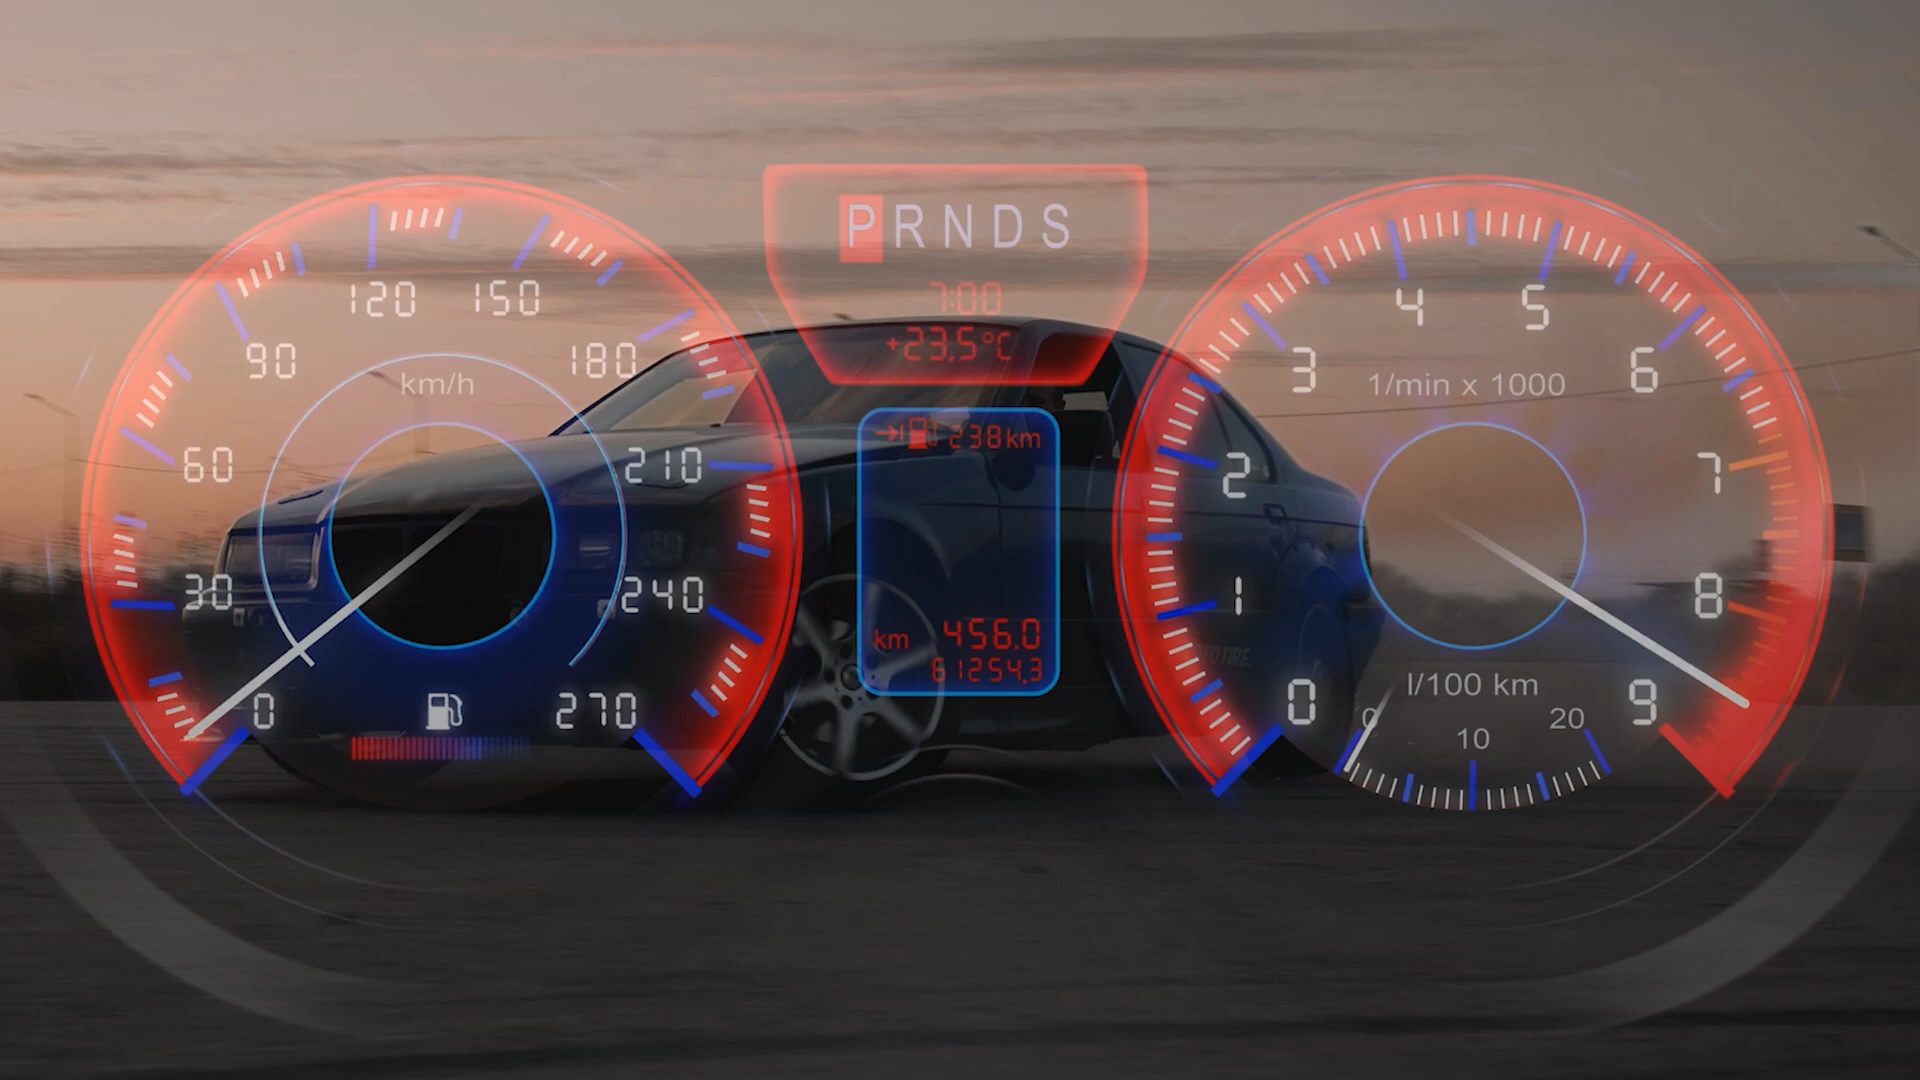 PRNDS
7:00
+23,5°C
120 150
90 180
km/h
60 210
30 240
0 270
238km
km 456.0
61254,3
4 5
3 6
1/min x 1000
2 7
1 8
0 9
l/100 km
0 10 20